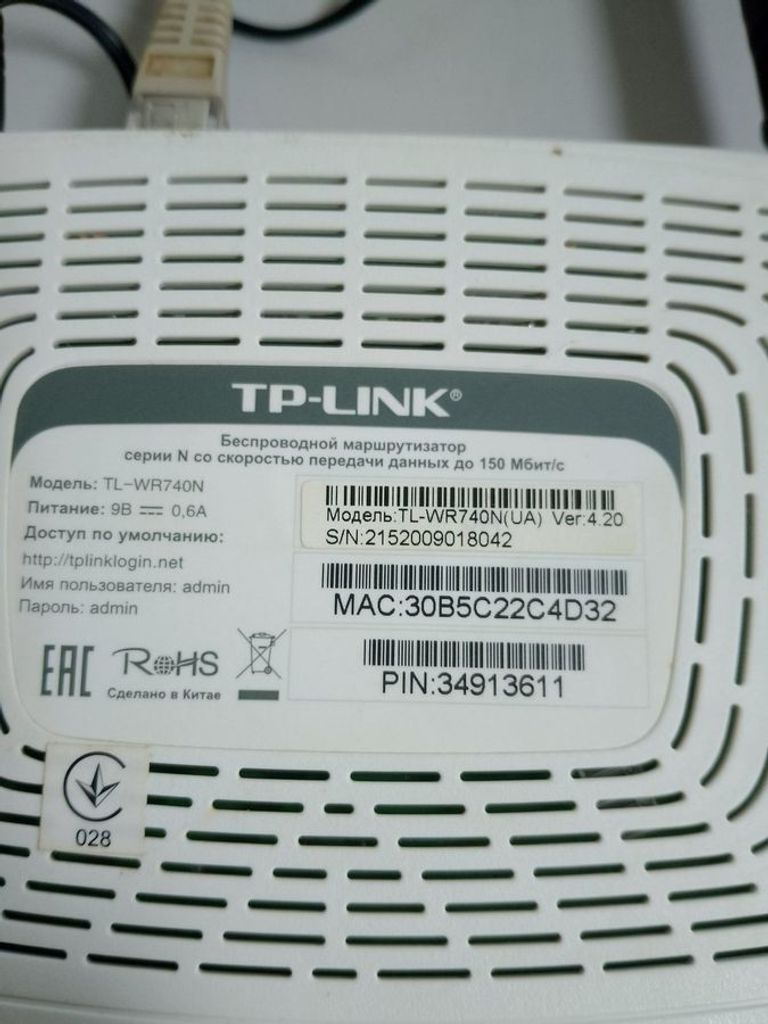 TP-LINK®
Беспроводной маршрутизатор
серии N со скоростью передачи данных до 150 Мбит/с
Модель: TL-WR740N
Питание: 9В 0,6А
Доступ по умолчанию:
http://tplinklogin.net
Имя пользователя: admin
Пароль: admin
Модель:TL-WR740N(UA) Ver:4.20
S/N:2152009018042
MAC:30B5C22C4D32
PIN:34913611
EAC RoHS
Сделано в Китае
028